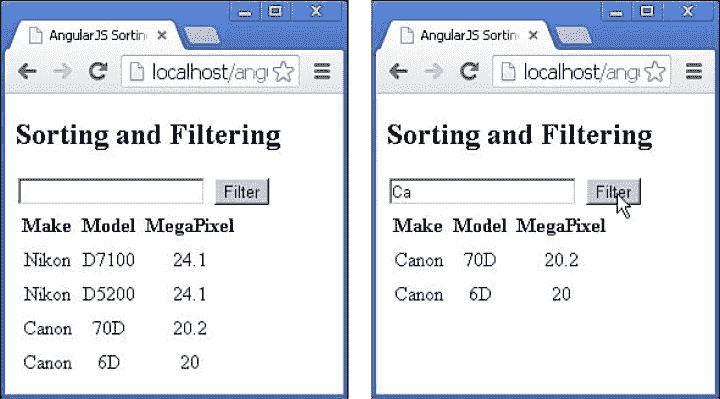 AngularJS Sortin
localhost/angu
Sorting and Filtering
Filter
Make Model MegaPixel
Nikon D7100 24.1
Nikon D5200 24.1
Canon 70D 20.2
Canon 6D 20
AngularJS Sortin
localhost/angu
Sorting and Filtering
Ca Filter
Make Model MegaPixel
Canon 70D 20.2
Canon 6D 20